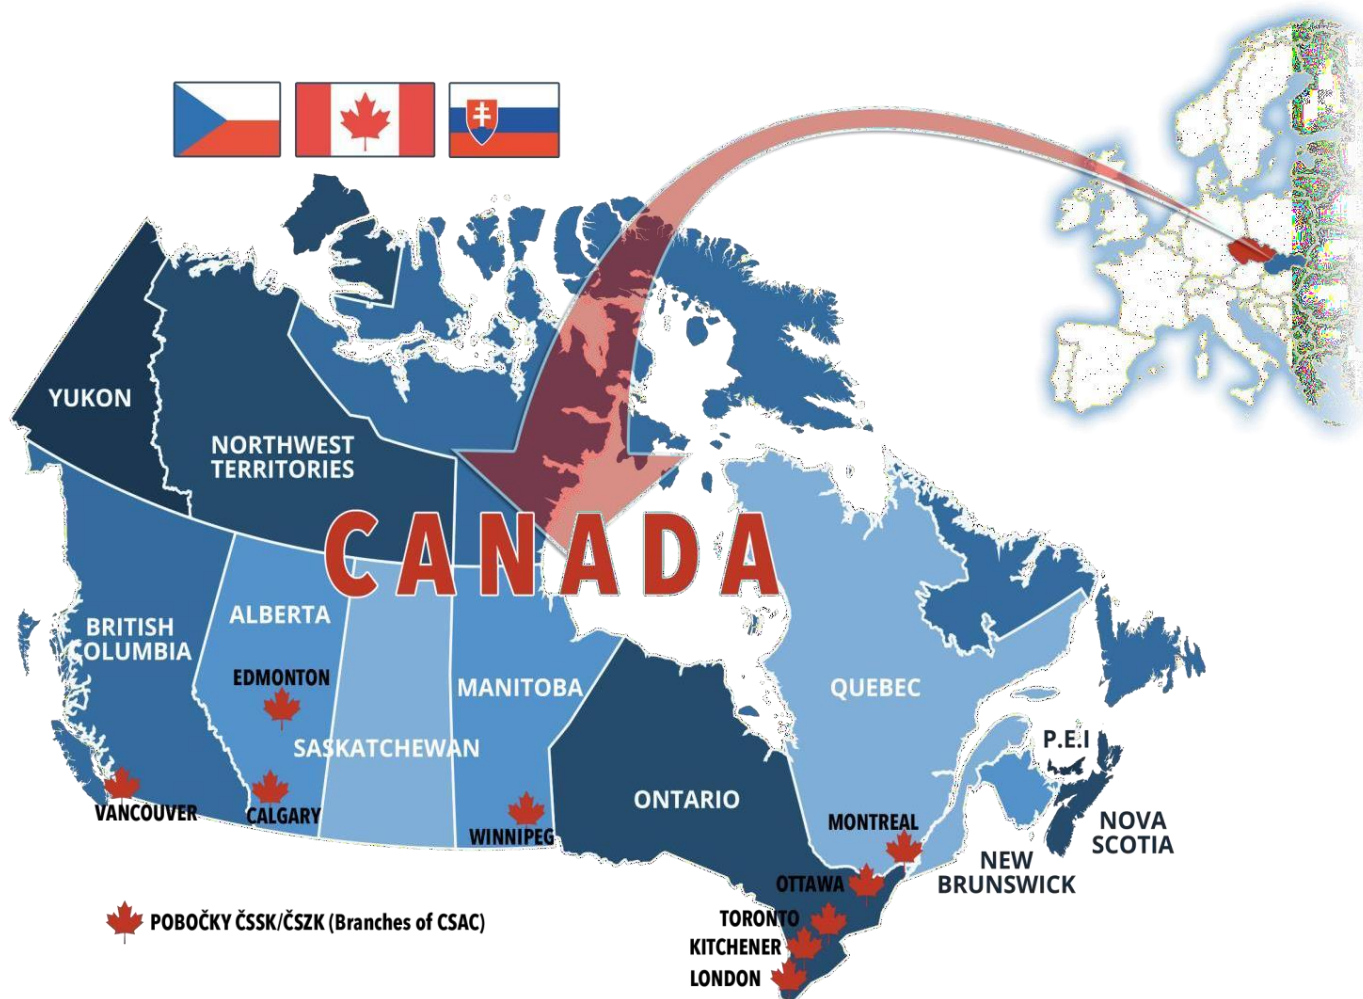 YUKON
NORTHWEST
TERRITORIES
CANADA
ALBERTA
BRITISH
COLUMBIA
EDMONTON
MANITOBA
QUEBEC
SASKATCHEWAN
P.E.I
ONTARIO
VANCOUVER
CALGARY
WINNIPEG
MONTREAL
NOVA
SCOTIA
NEW
BRUNSWICK
OTTAWA
TORONTO
POBOČKY ČSSK/ČSZK (Branches of CSAC)
KITCHENER
LONDON